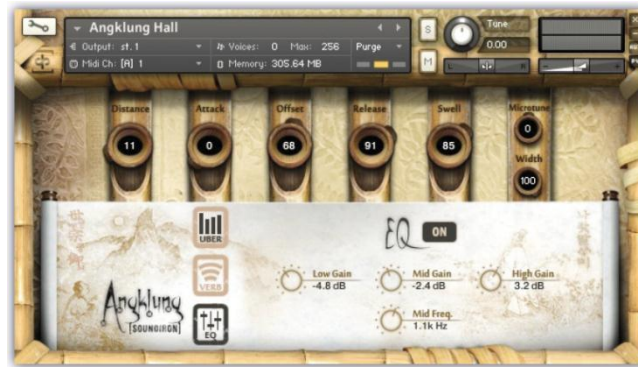 Angklung Hall
Output: st. 1 Voices: 0 Max: 256 Purge
Midi Ch: [A] 1 Memory: 305.64 MB
S
M
Tune
0.00
L R
Distance Attack Offset Release Swell Microtune
11 0 68 91 85 0
Width
100
UBER
VERB
EQ
Angklung
[SOUNDIRON]
EQ ON
Low Gain
-4.8 dB
Mid Gain
-2.4 dB
High Gain
3.2 dB
Mid Freq.
1.1k Hz